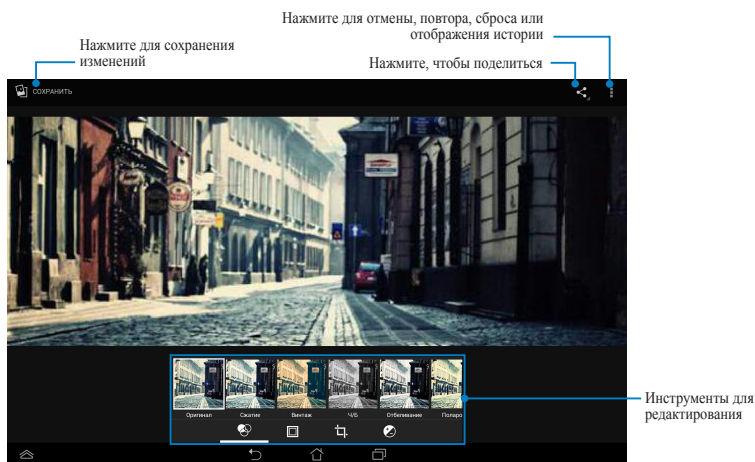 Нажмите для отмены, повтора, сброса или
отображения истории
Нажмите для сохранения
изменений
Нажмите, чтобы поделиться
СОХРАНИТЬ
Оригинал Сжатие Винтаж Ч/Б Отбеливание Полapo
Инструменты для
редактирования